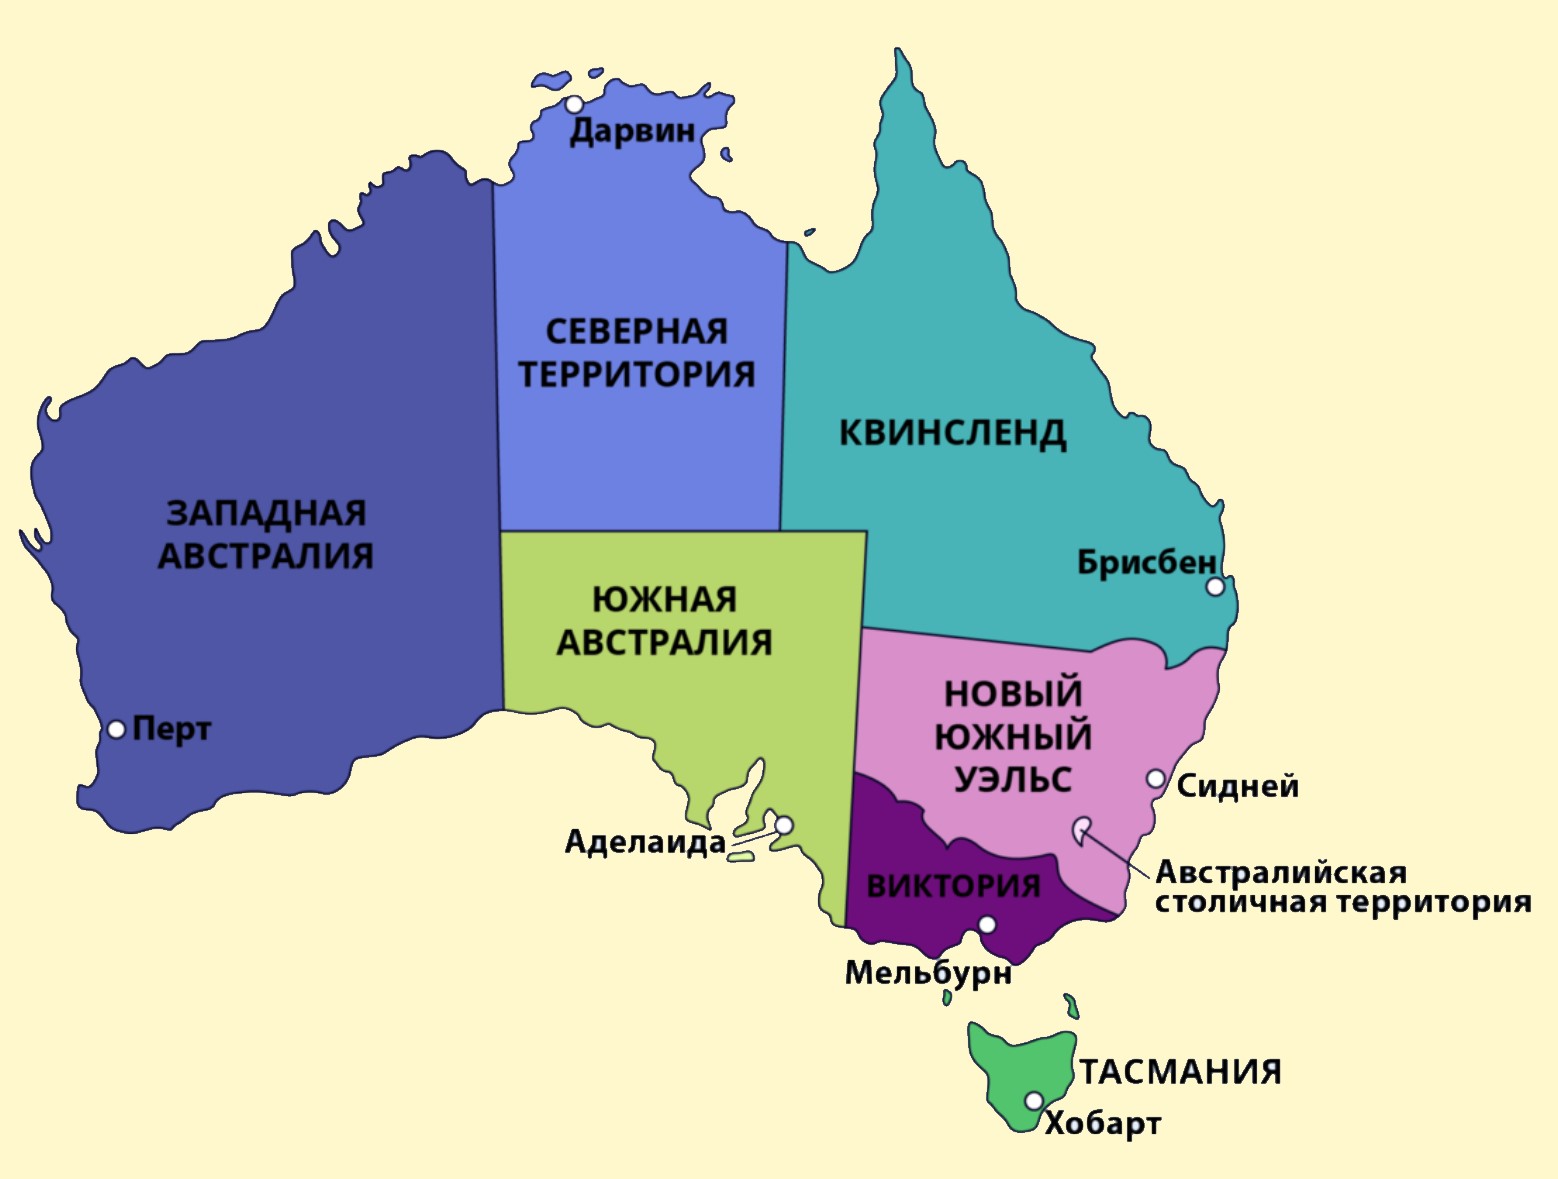 Дарвин
СЕВЕРНАЯ
ТЕРРИТОРИЯ
КВИНСЛЕНД
ЗАПАДНАЯ
АВСТРАЛИЯ
Брисбен
ЮЖНАЯ
АВСТРАЛИЯ
НОВЫЙ
ЮЖНЫЙ
УЭЛЬС
Перт
Сидней
Аделаида
Австралийская
столичная территория
ВИКТОРИЯ
Мельбурн
ТАСМАНИЯ
Хобарт